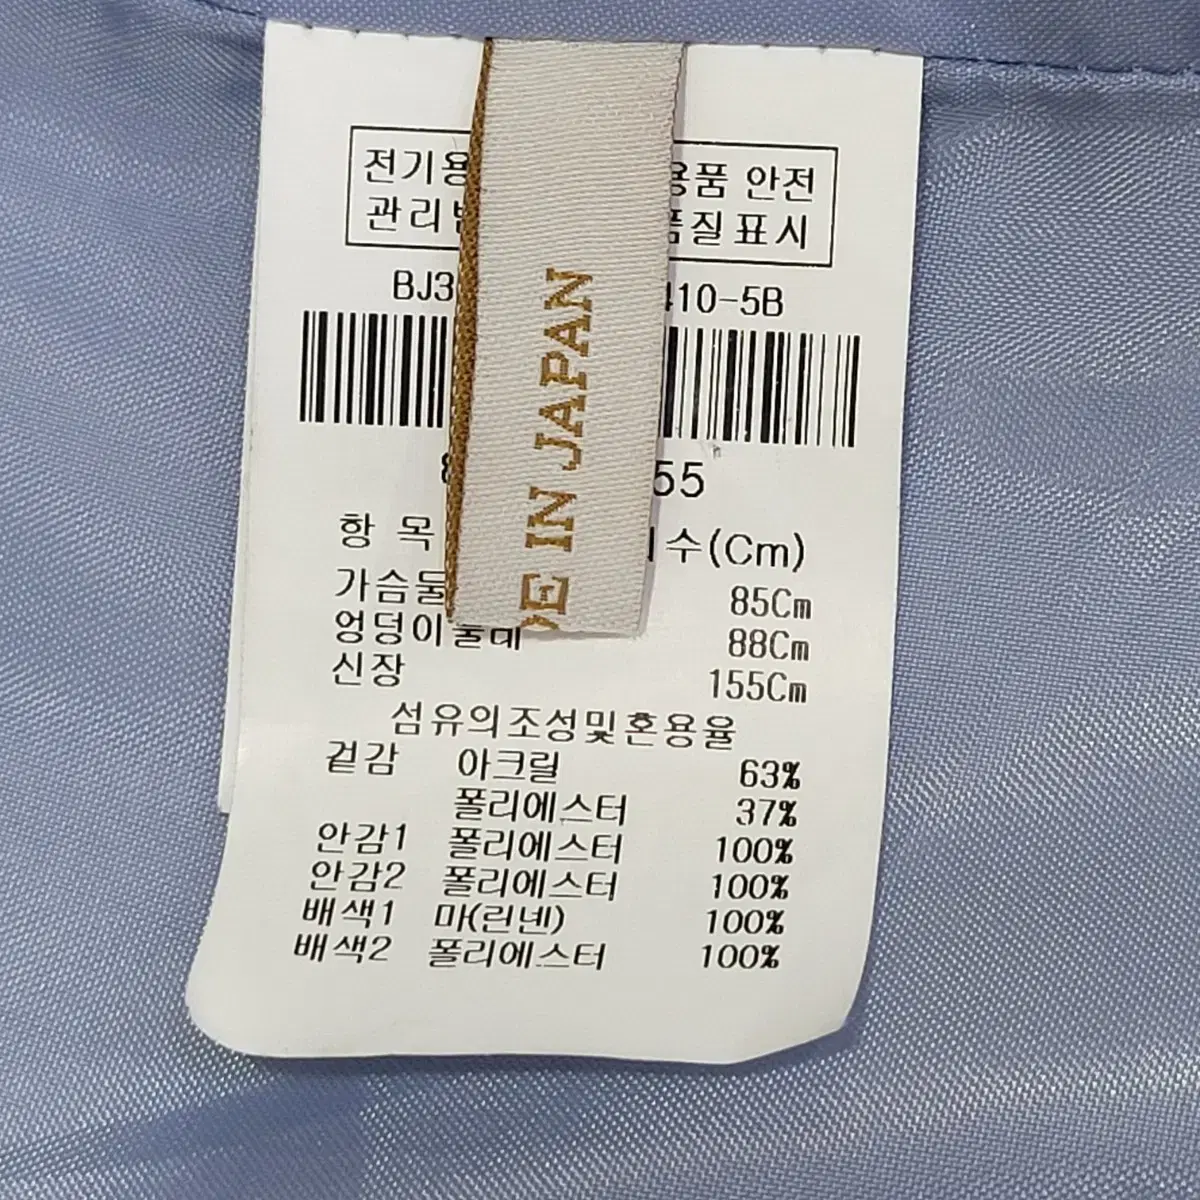 전기용 용품 안전
관리법 품질표시
BJ3 410-5B
8 55
항 목 치수(Cm)
가슴둘 85Cm
엉덩이둘레 88Cm
신장 155Cm
섬유의조성및혼용율
겉감 아크릴 63%
폴리에스터 37%
안감1 폴리에스터 100%
안감2 폴리에스터 100%
배색1 마(린넨) 100%
배색2 폴리에스터 100%
DE IN JAPAN